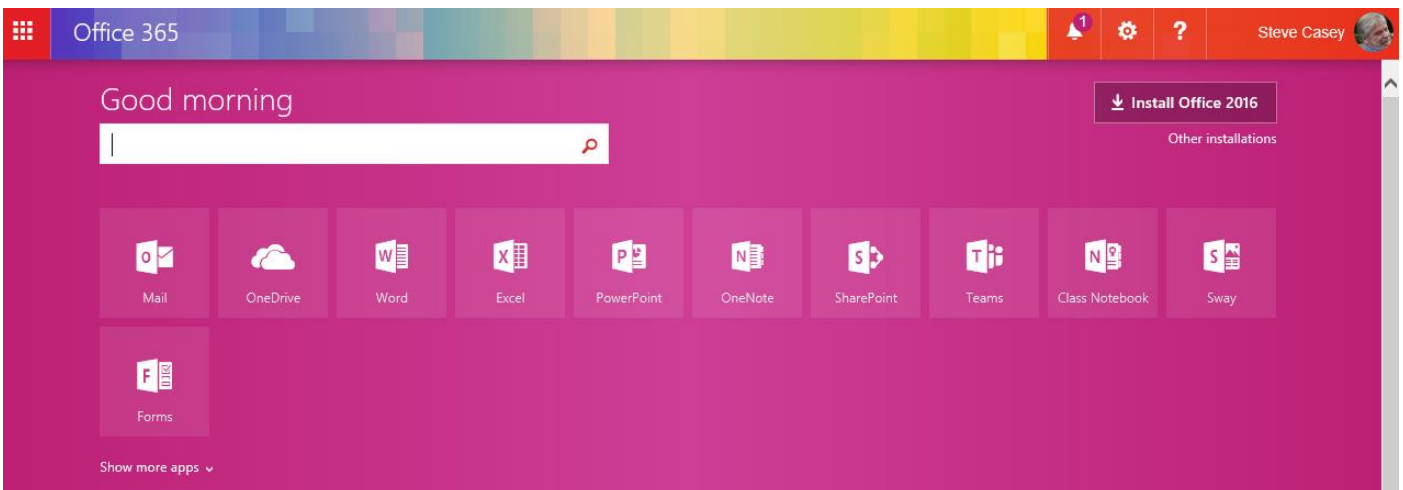 Office 365
1
?
Steve Casey
Good morning
Install Office 2016
Other installations
Mail
OneDrive
Word
Excel
PowerPoint
OneNote
SharePoint
Teams
Class Notebook
Sway
Forms
Show more apps